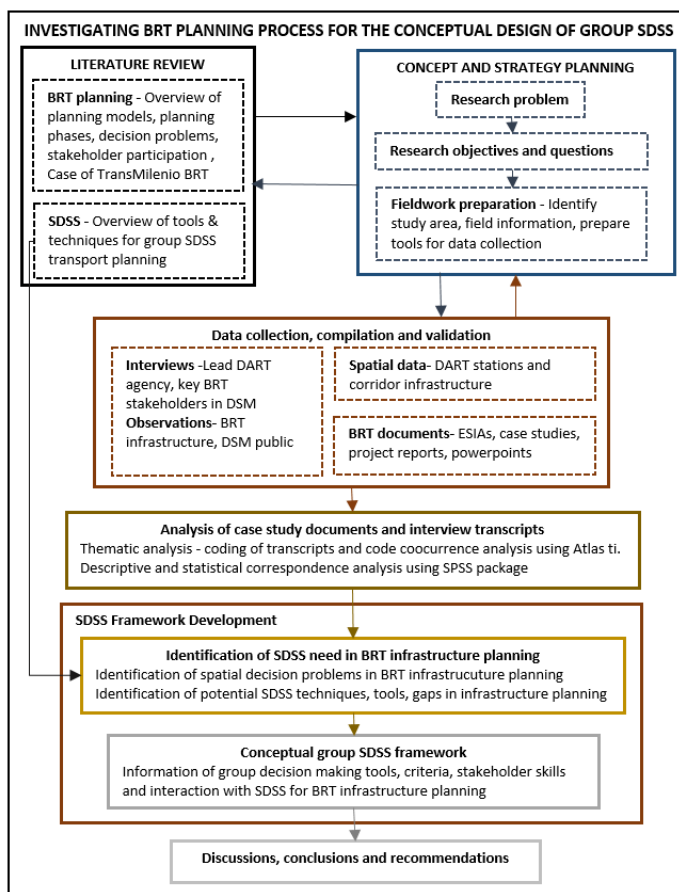 INVESTIGATING BRT PLANNING PROCESS FOR THE CONCEPTUAL DESIGN OF GROUP SDSS
LITERATURE REVIEW
BRT planning - Overview of
planning models, planning
phases, decision problems,
stakeholder participation ,
Case of TransMilenio BRT
SDSS - Overview of tools &
techniques for group SDSS
transport planning
CONCEPT AND STRATEGY PLANNING
Research problem
Research objectives and questions
Fieldwork preparation - Identify
study area, field information, prepare
tools for data collection
Data collection, compilation and validation
Interviews -Lead DART
agency, key BRT
stakeholders in DSM
Observations- BRT
infrastructure, DSM public
Spatial data- DART stations and
corridor infrastructure
BRT documents- ESIAs, case studies,
project reports, powerpoints
Analysis of case study documents and interview transcripts
Thematic analysis - coding of transcripts and code coocurrence analysis using Atlas ti.
Descriptive and statistical correspondence analysis using SPSS package
SDSS Framework Development
Identification of SDSS need in BRT infrastructure planning
Identification of spatial decision problems in BRT infrastrucuture planning
Identification of potential SDSS techniques, tools, gaps in infrastructure planning
Conceptual group SDSS framework
Information of group decision making tools, criteria, stakeholder skills
and interaction with SDSS for BRT infrastructure planning
Discussions, conclusions and recommendations